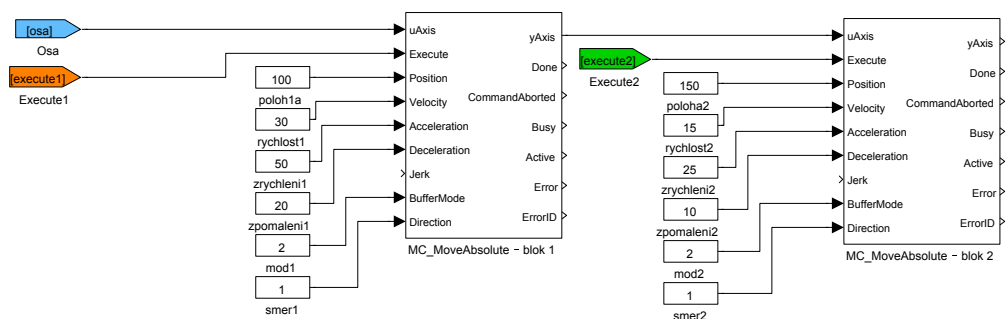 [osa]
Osa
[execute1]
Execute1
100
poloh1a
30
rychlost1
50
zrychleni1
20
zpomaleni1
2
mod1
1
smer1
uAxis
Execute
Position
Velocity
Acceleration
Deceleration
Jerk
BufferMode
Direction
yAxis
Done
CommandAborted
Busy
Active
Error
ErrorID
MC_MoveAbsolute - blok 1
[execute2]
Execute2
150
poloha2
15
rychlost2
25
zrychleni2
10
zpomaleni2
2
mod2
1
smer2
uAxis
Execute
Position
Velocity
Acceleration
Deceleration
Jerk
BufferMode
Direction
yAxis
Done
CommandAborted
Busy
Active
Error
ErrorID
MC_MoveAbsolute - blok 2